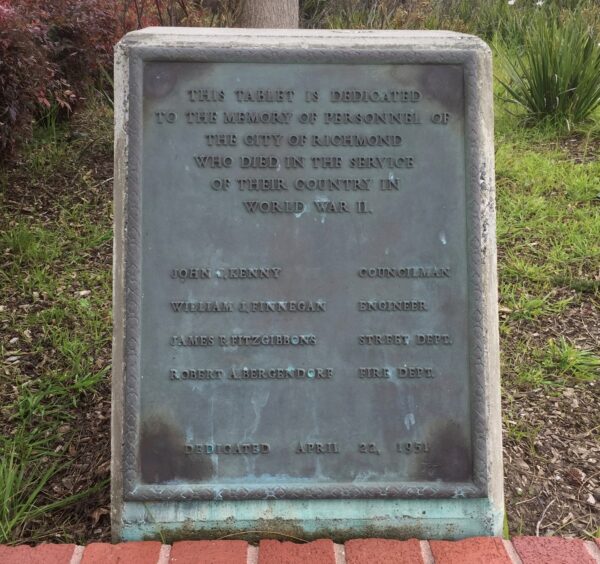 THIS TABLET IS DEDICATED
TO THE MEMORY OF PERSONNEL OF
THE CITY OF RICHMOND
WHO DIED IN THE SERVICE
OF THEIR COUNTRY IN
WORLD WAR II.
JOHN J. KENNY COUNCILMAN
WILLIAM J. FINNEGAN ENGINEER
JAMES P. FITZGIBBONS STREET DEPT.
ROBERT A. BERGENDORF FIRE DEPT.
DEDICATED APRIL 22, 1951